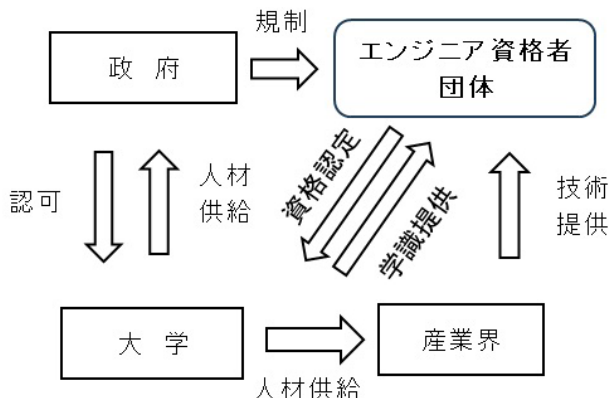 規制
政 府
エンジニア資格者
団体
認可
人材
供給
資格認定
学識提供
技術
提供
大 学
産業界
人材供給